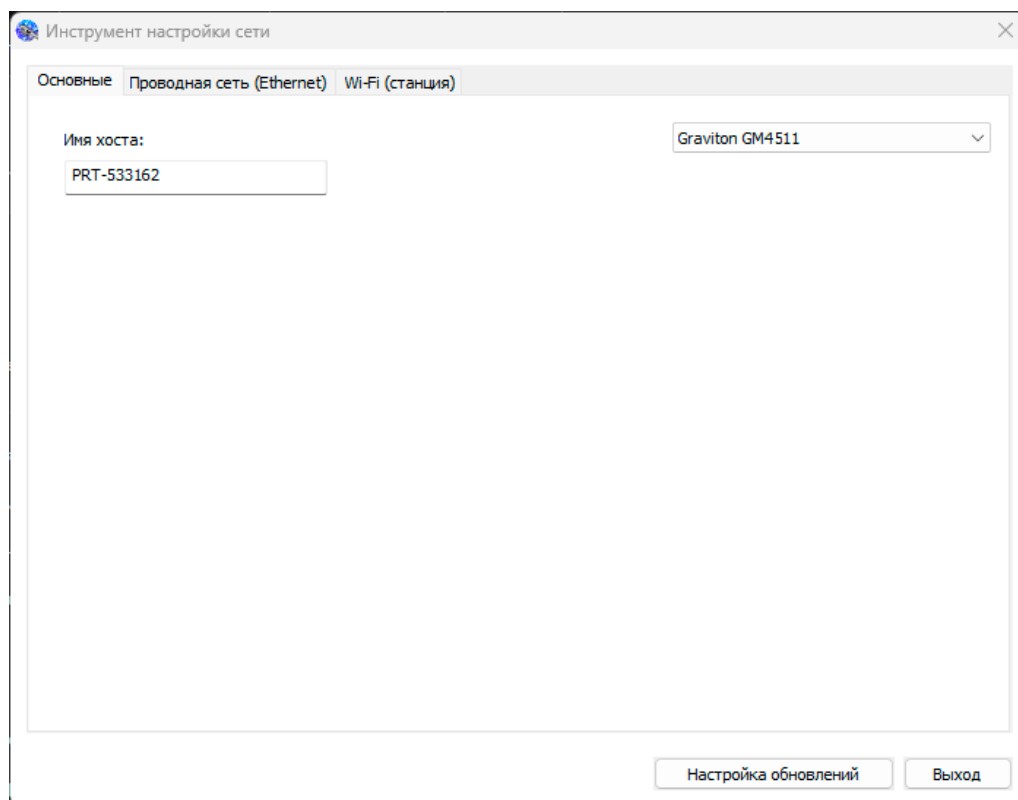 Инструмент настройки сети
Основные Проводная сеть (Ethernet) Wi-Fi (станция)
Имя хоста: Graviton GM4511
PRT-533162
Настройка обновлений Выход